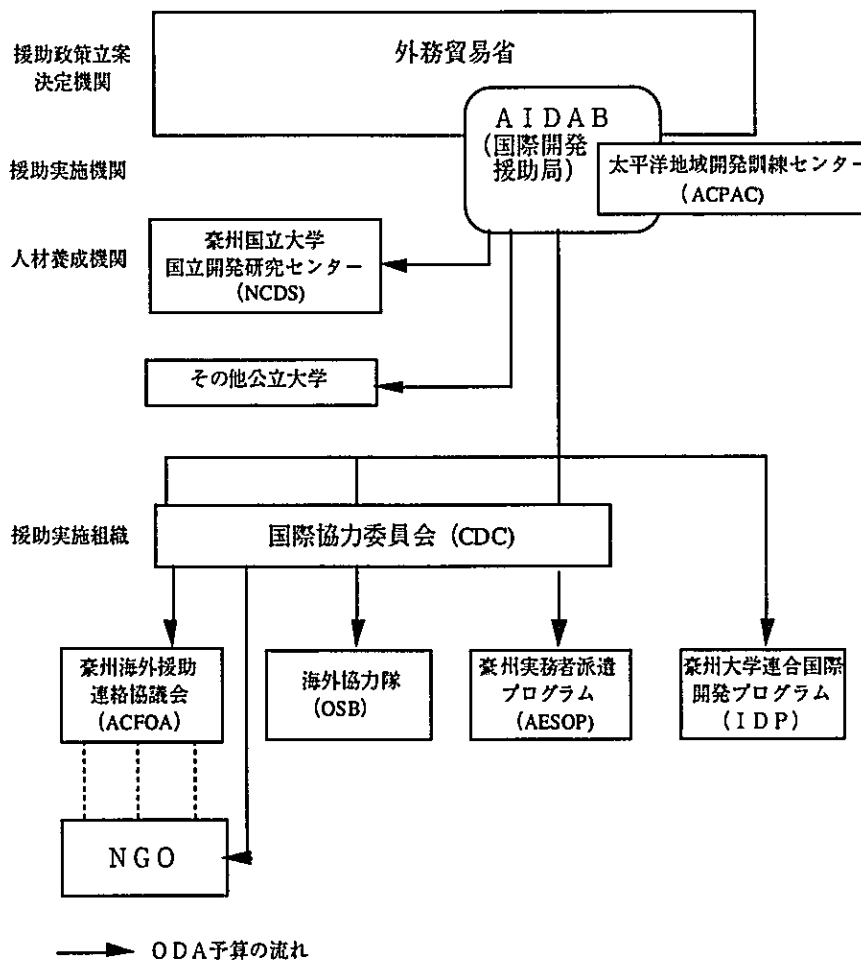 援助政策立案
決定機関
外務貿易省
AIDAB
(国際開発
援助局)
援助実施機関
太平洋地域開発訓練センター
(ACPAC)
人材養成機関
豪州国立大学
国立開発研究センター
(NCDS)
その他公立大学
援助実施組織
国際協力委員会 (CDC)
豪州海外援助
連絡協議会
(ACFOA)
海外協力隊
(OSB)
豪州実務者派遣
プログラム
(AESOP)
豪州大学連合国際
開発プログラム
(IDP)
NGO
ODA予算の流れ